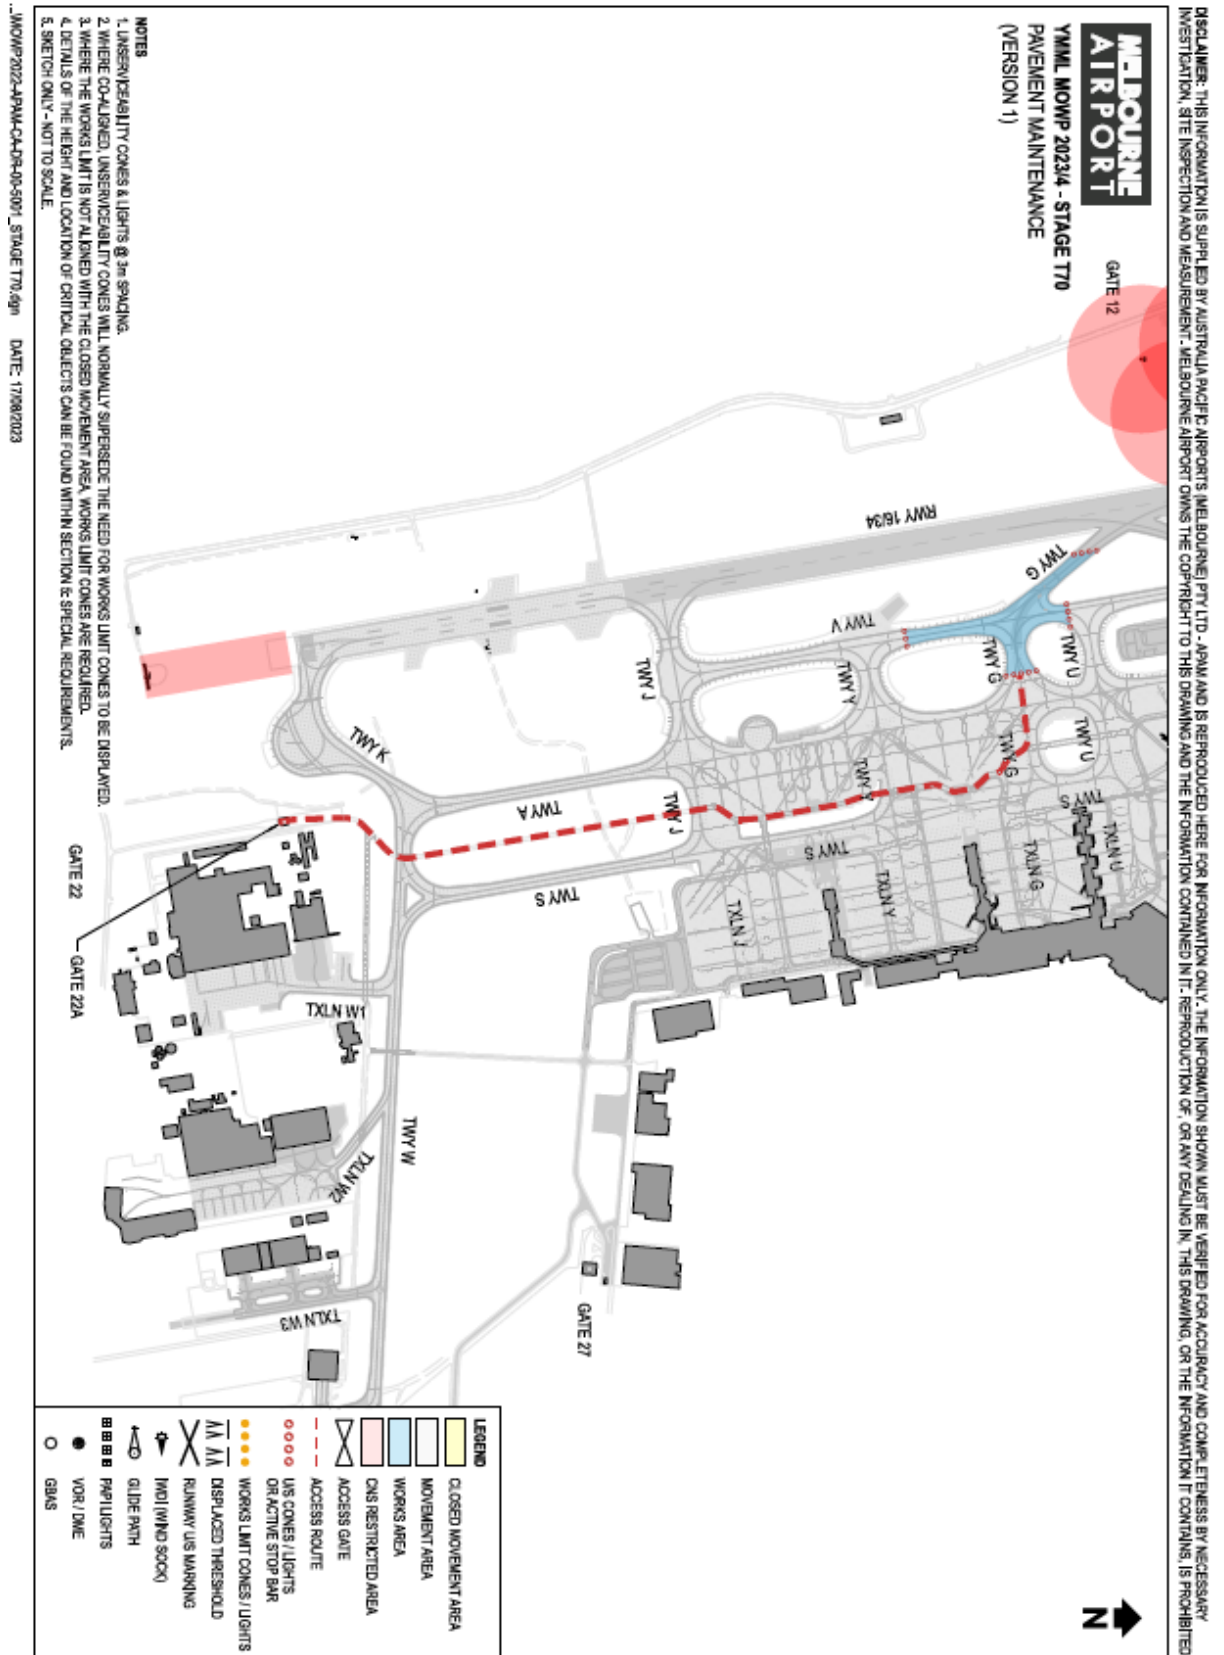 DISCLAIMER: THIS INFORMATION IS SUPPLIED BY AUSTRALIA PACIFIC AIRPORTS (MELBOURNE) PTY LTD - APAM AND IS REPRODUCED HERE FOR INFORMATION ONLY. THE INFORMATION SHOWN MUST BE VERIFIED FOR ACCURACY AND COMPLETENESS BY NECESSARY
INVESTIGATION, SITE INSPECTION AND MEASUREMENT. MELBOURNE AIRPORT OWNS THE COPYRIGHT TO THIS DRAWING AND THE INFORMATION CONTAINED IN IT. REPRODUCTION OF, OR ANY DEALING IN, THIS DRAWING, OR THE INFORMATION IT CONTAINS, IS PROHIBITED
MELBOURNE
AIRPORT
YMML MOWP 2023/4 - STAGE T70
PAVEMENT MAINTENANCE
(VERSION 1)
GATE 12
RWY 16/34
TWY G
TWY V
TWY G
TWY U
TWY J
TWY Y
TWY U
TWY G
TWY S
TWY K
TWY A
TWY J
TWY Y
TWY S
TWY S
TXLN U
TXLN G
TXLN Y
TXLN J
GATE 22
GATE 22A
TXLN W1
TWY W
TXLN W2
TXLN W3
GATE 27
N
NOTES
1. UNSERVICEABILITY CONES & LIGHTS @ 3m SPACING.
2. WHERE CO-ALIGNED, UNSERVICEABILITY CONES WILL NORMALLY SUPERSEDE THE NEED FOR WORKS LIMIT CONES TO BE DISPLAYED.
3. WHERE THE WORKS LIMIT IS NOT ALIGNED WITH THE CLOSED MOVEMENT AREA, WORKS LIMIT CONES ARE REQUIRED.
4. DETAILS OF THE HEIGHT AND LOCATION OF CRITICAL OBJECTS CAN BE FOUND WITHIN SECTION 5: SPECIAL REQUIREMENTS.
5. SKETCH ONLY - NOT TO SCALE.
LEGEND
CLOSED MOVEMENT AREA
MOVEMENT AREA
WORKS AREA
CNS RESTRICTED AREA
ACCESS GATE
ACCESS ROUTE
U/S CONES / LIGHTS
OR ACTIVE STOP BAR
WORKS LIMIT CONES / LIGHTS
DISPLACED THRESHOLD
RUNWAY U/S MARKING
IWDI (WIND SOCK)
GLIDE PATH
PAPI LIGHTS
VOR / DME
GBAS
...\MOWP2022-APAM-CA-DR-00-5001_STAGE T70.dgn DATE: 17/08/2023